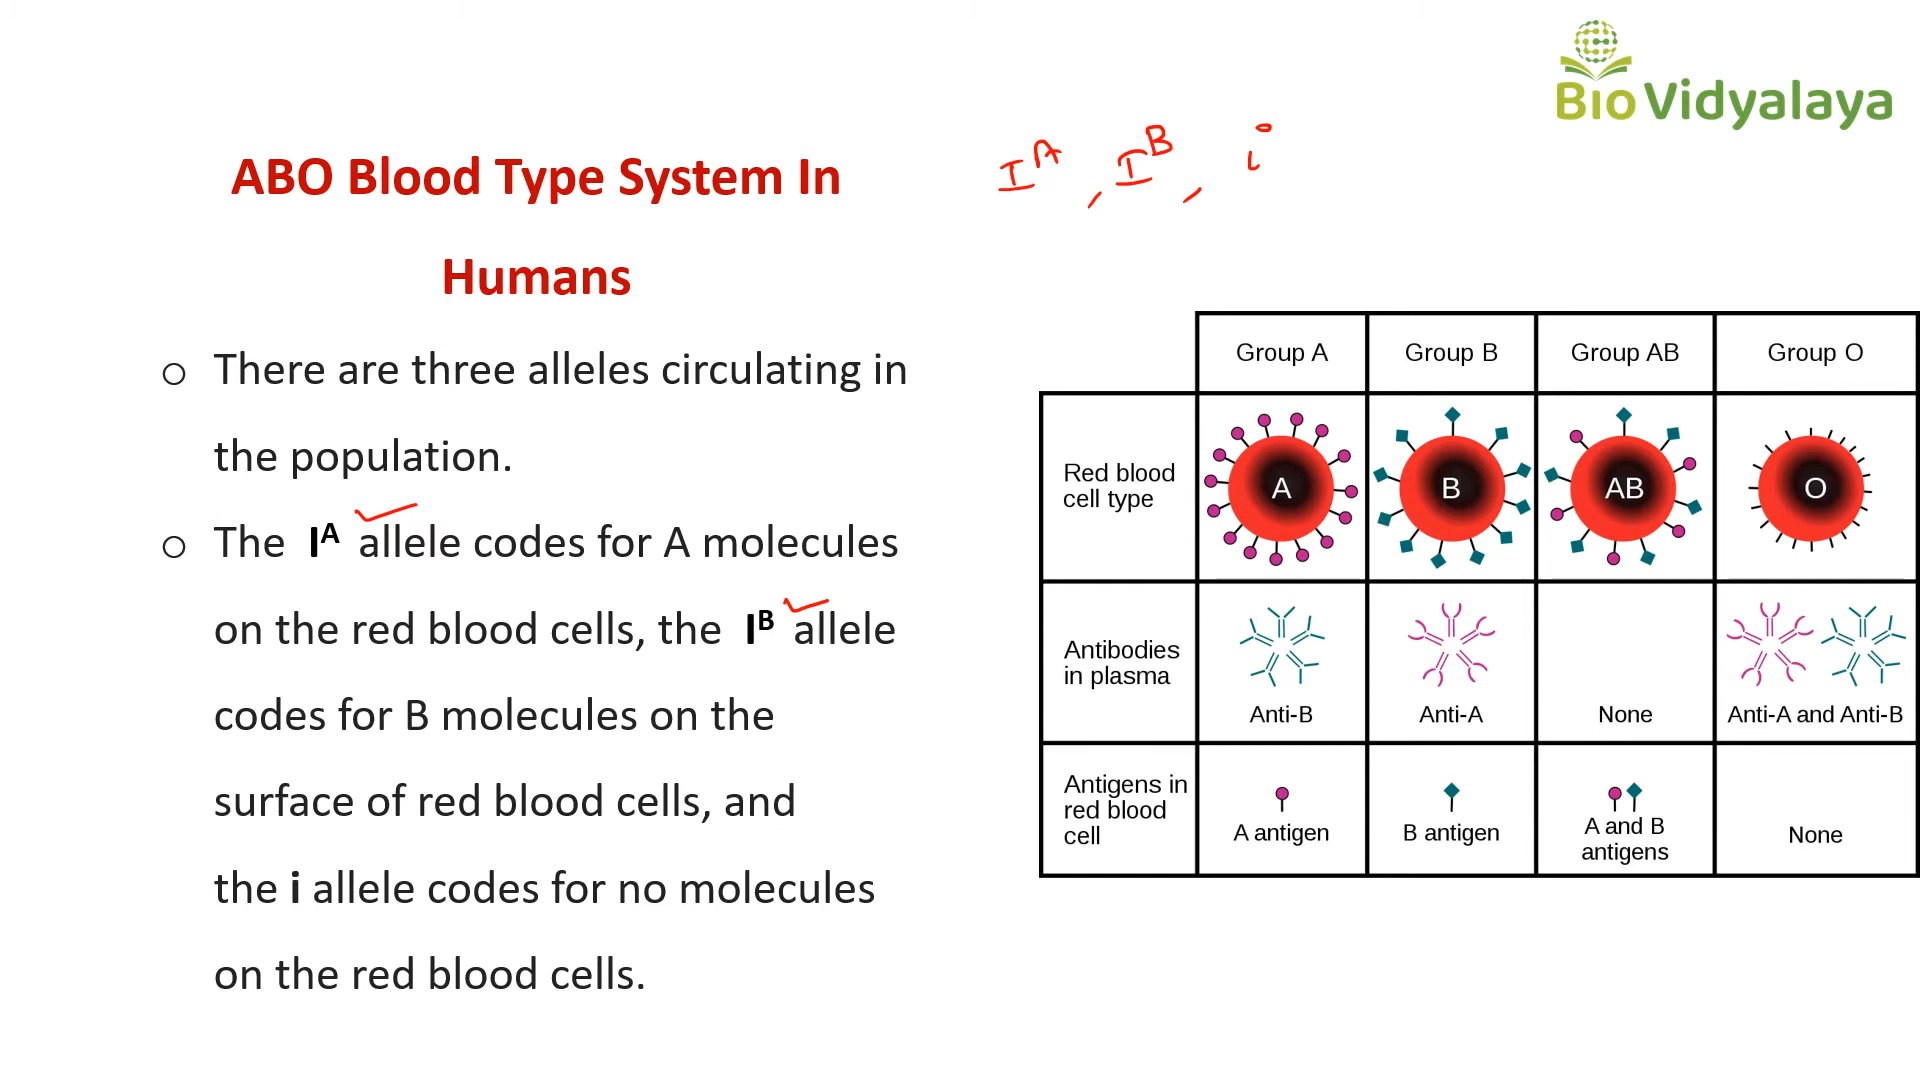 Bio Vidyalaya
I^A, I^B, i
ABO Blood Type System In
Humans
o There are three alleles circulating in
the population.
o The I^A allele codes for A molecules
on the red blood cells, the I^B allele
codes for B molecules on the
surface of red blood cells, and
the i allele codes for no molecules
on the red blood cells.
Group A Group B Group AB Group O
Red blood
cell type
A B AB O
Antibodies
in plasma
Anti-B Anti-A None Anti-A and Anti-B
Antigens in
red blood
cell
A antigen B antigen A and B
antigens None